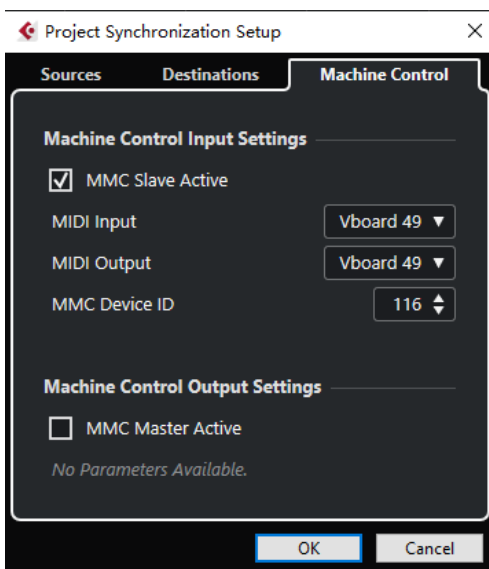 Project Synchronization Setup
Sources Destinations Machine Control
Machine Control Input Settings
MMC Slave Active
MIDI Input Vboard 49
MIDI Output Vboard 49
MMC Device ID 116
Machine Control Output Settings
MMC Master Active
No Parameters Available.
OK Cancel